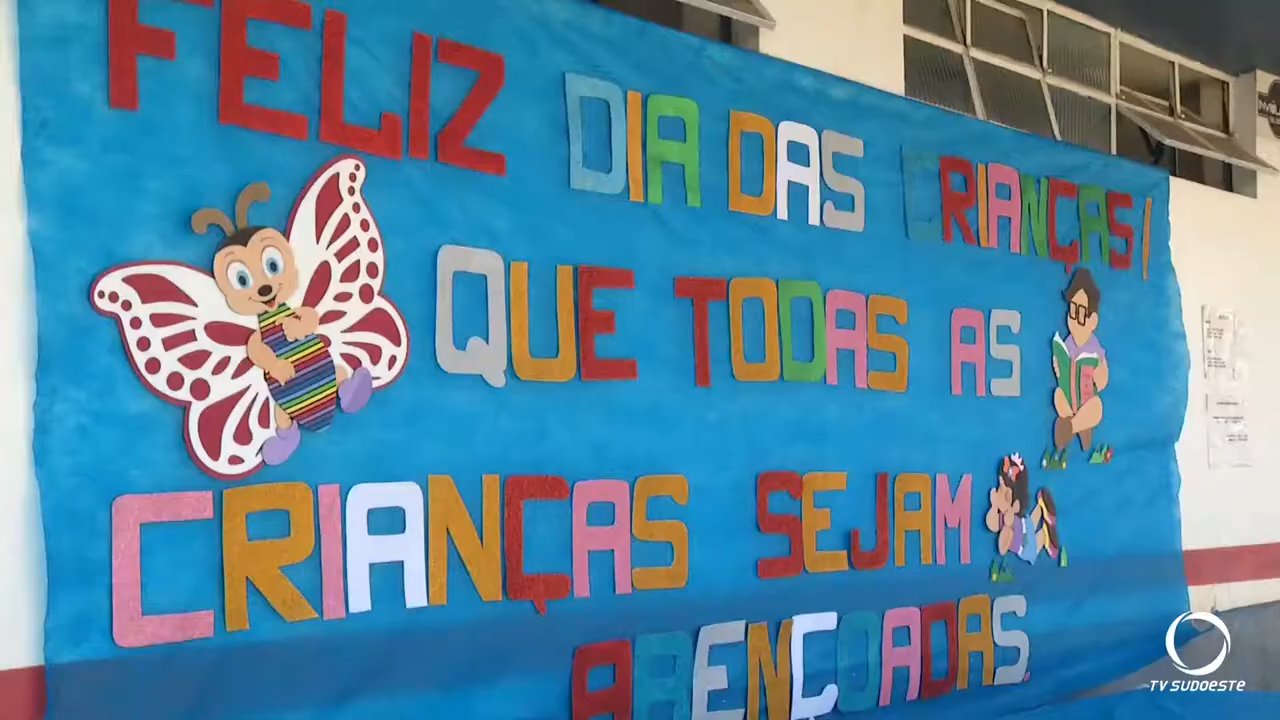 FELIZ DIA DAS CRIANÇAS!
QUE TODAS AS
CRIANÇAS SEJAM
ABENÇOADAS.
TV SUDOESTE